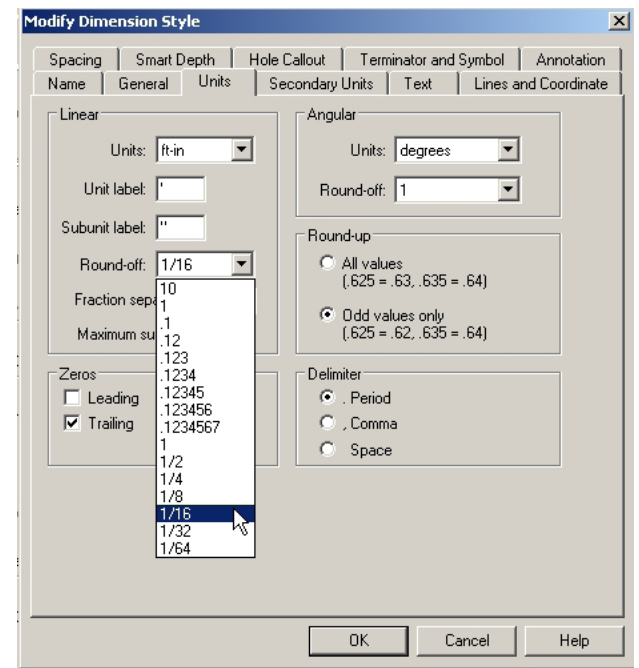 Modify Dimension Style
Spacing Smart Depth Hole Callout Terminator and Symbol Annotation
Name General Units Secondary Units Text Lines and Coordinate
Linear
Units: ft-in
Unit label: '
Subunit label: "
Round-off: 1/16
Fraction sepa
Maximum su
10
1
.1
.12
.123
.1234
.12345
.123456
.1234567
1
1/2
1/4
1/8
1/16
1/32
1/64
Zeros
Leading
Trailing
Angular
Units: degrees
Round-off: 1
Round-up
All values
(.625 = .63, .635 = .64)
Odd values only
(.625 = .62, .635 = .64)
Delimiter
. Period
, Comma
Space
OK Cancel Help